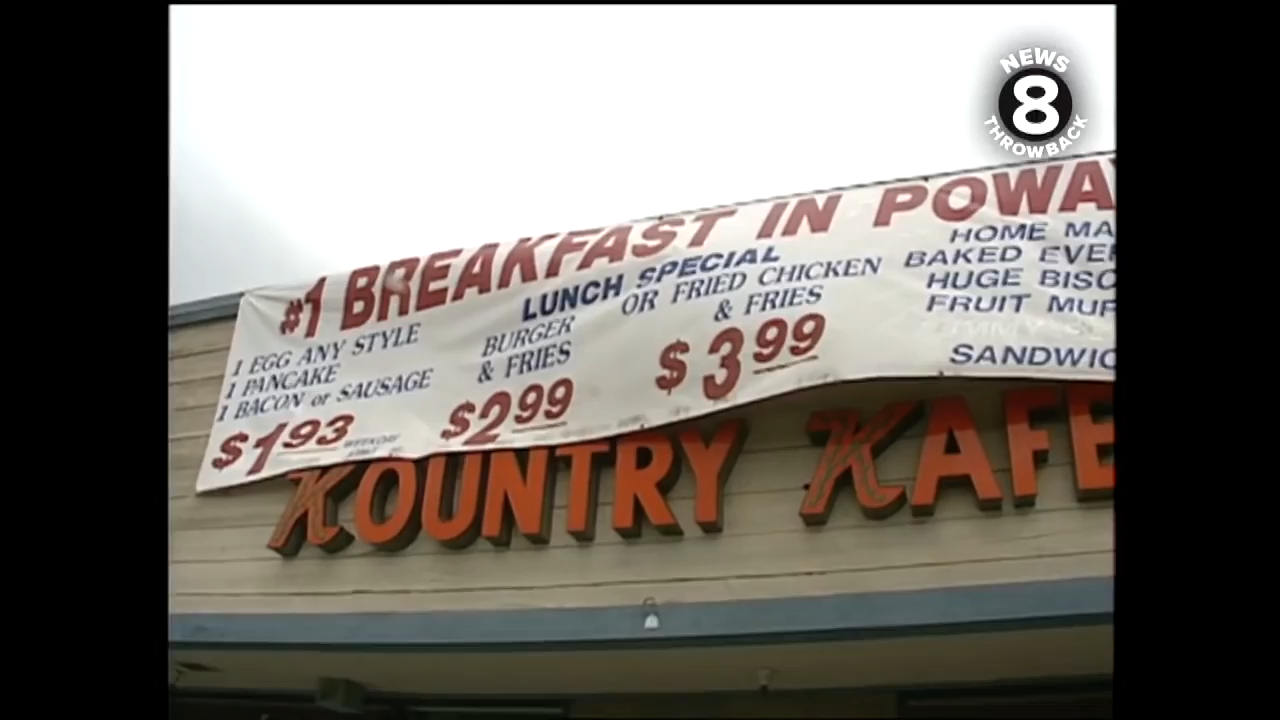 NEWS
8
THROWBACK
#1 BREAKFAST IN POWAY
LUNCH SPECIAL
1 EGG ANY STYLE
1 PANCAKE
1 BACON or SAUSAGE
$1.93
BURGER
& FRIES
$2.99
OR FRIED CHICKEN
& FRIES
$3.99
HOME MA
BAKED EVE
HUGE BISC
FRUIT MUF
SANDWIC
KOUNTRY KAFE